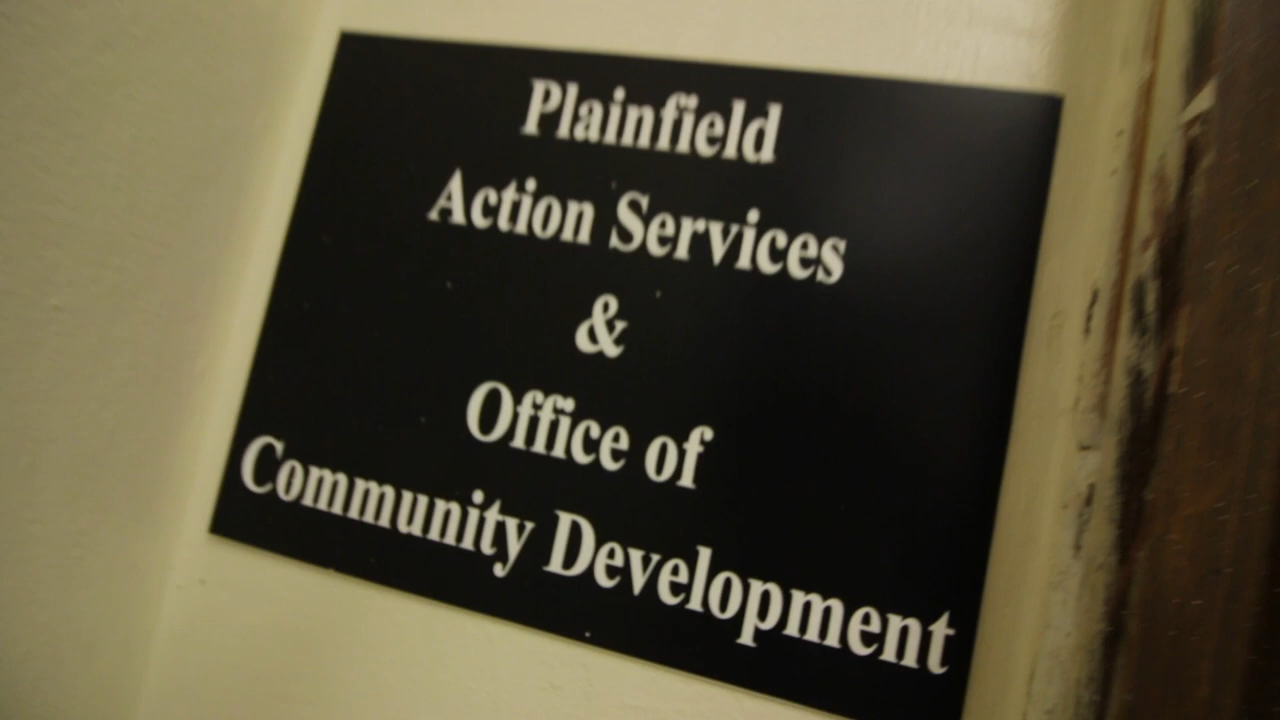 Plainfield
Action Services
&
Office of
Community Development